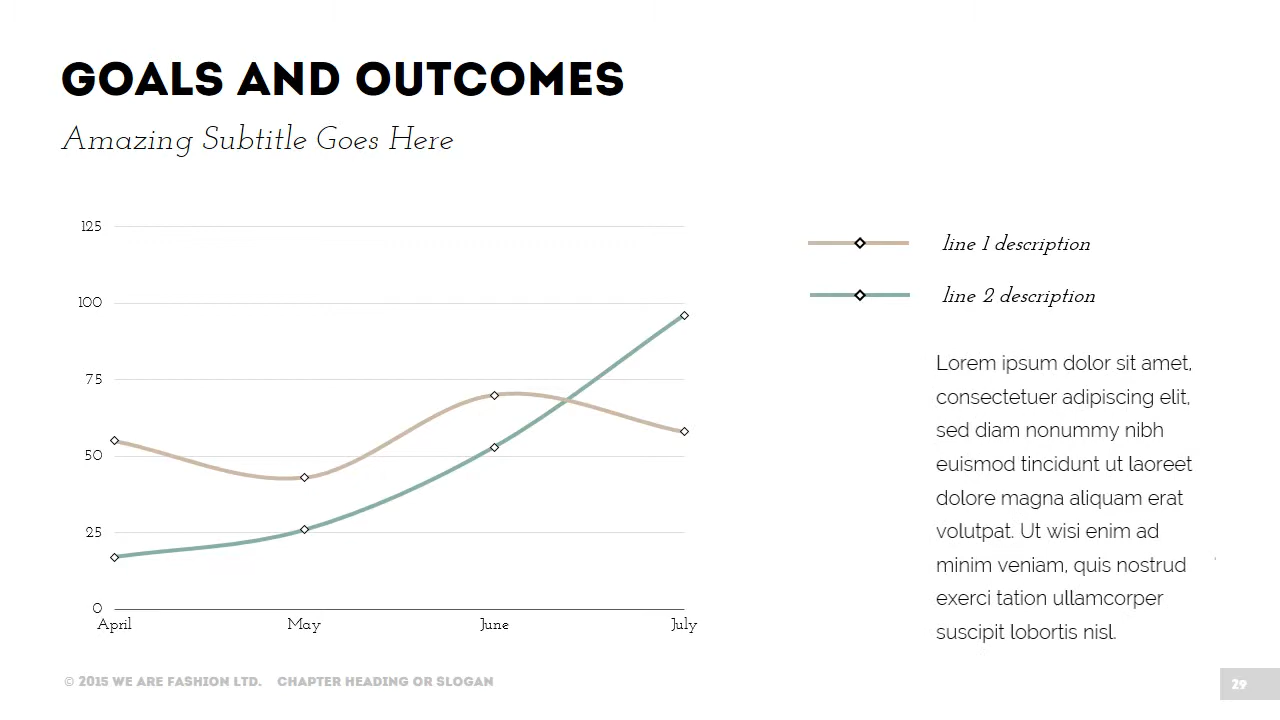 GOALS AND OUTCOMES
Amazing Subtitle Goes Here
125
100
75
50
25
0
April May June July
line 1 description
line 2 description
Lorem ipsum dolor sit amet,
consectetuer adipiscing elit,
sed diam nonummy nibh
euismod tincidunt ut laoreet
dolore magna aliquam erat
volutpat. Ut wisi enim ad
minim veniam, quis nostrud
exerci tation ullamcorper
suscipit lobortis nisl.
© 2015 WE ARE FASHION LTD. CHAPTER HEADING OR SLOGAN
29